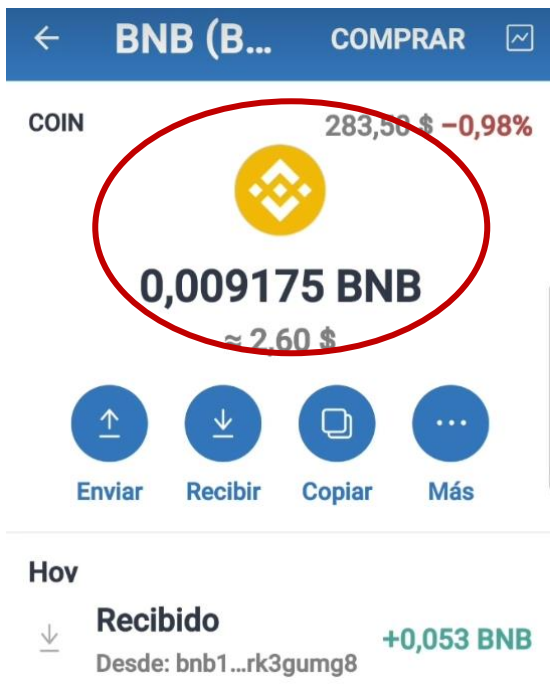 BNB (B... COMPRAR
COIN 283,50 $ −0,98%
0,009175 BNB
≈ 2,60 $
Enviar Recibir Copiar Más
Hoy
Recibido
+0,053 BNB
Desde: bnb1...rk3gumg8